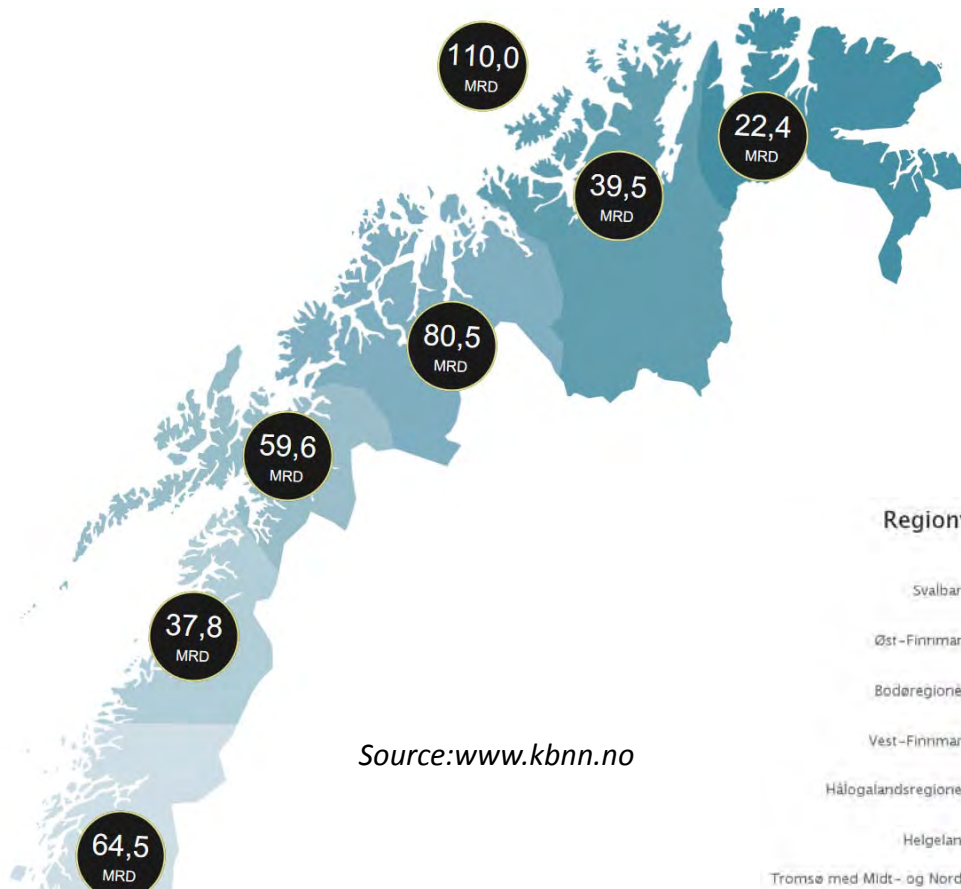 110,0
MRD
22,4
MRD
39,5
MRD
80,5
MRD
59,6
MRD
37,8
MRD
64,5
MRD
Source:www.kbnn.no
Region
Svalbar
Øst-Finnmar
Bodøregione
Vest-Finnmar
Hålogalandsregione
Helgelan
Tromsø med Midt- og Nord